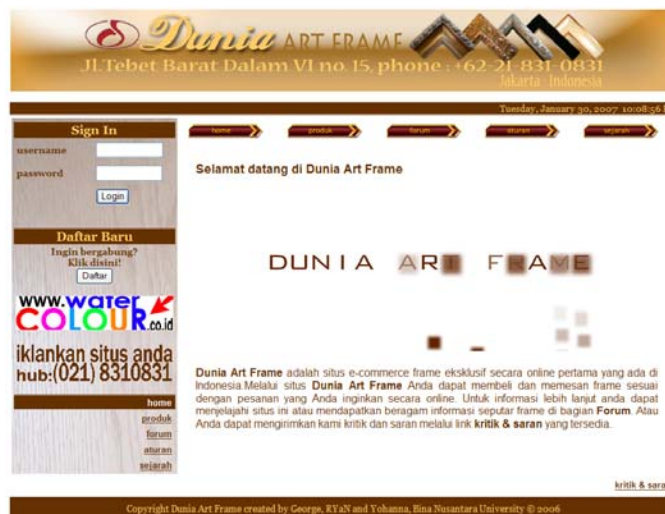 Dunia ART FRAME
Jl.Tebet Barat Dalam VI no. 15, phone : +62-21-831-0831
Jakarta - Indonesia
Tuesday, January 30, 2007 10:08:56
Sign In
username
password
Login
Daftar Baru
Ingin bergabung?
Klik disini!
Daftar
www.water
COLOUR.co.id
iklankan situs anda
hub:(021) 8310831
home
produk
forum
aturan
sejarah
home produk forum aturan sejarah
Selamat datang di Dunia Art Frame
DUNIA ART FRAME
Dunia Art Frame adalah situs e-commerce frame eksklusif secara online pertama yang ada di
Indonesia.Melalui situs Dunia Art Frame Anda dapat membeli dan memesan frame sesuai
dengan pesanan yang Anda inginkan secara online. Untuk informasi lebih lanjut anda dapat
menjelajahi situs ini atau mendapatkan beragam informasi seputar frame di bagian Forum. Atau
Anda dapat mengirimkan kami kritik dan saran melalui link kritik & saran yang tersedia.
kritik & sara
Copyright Dunia Art Frame created by George, RYaN and Yohanna, Bina Nusantara University © 2006